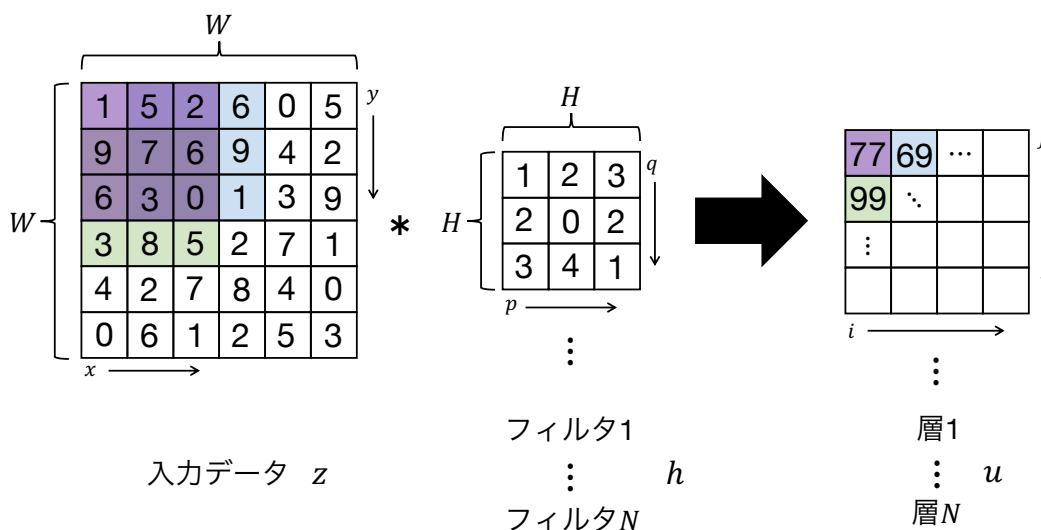 W
W
1 5 2 6 0 5
9 7 6 9 4 2
6 3 0 1 3 9
3 8 5 2 7 1
4 2 7 8 4 0
0 6 1 2 5 3
y
x
入力データ z
*
H
H
1 2 3
2 0 2
3 4 1
q
p
⋮
フィルタ1
⋮
フィルタN
h
77 69 ⋯
99 ⋱
⋮
i
⋮
層1
⋮
層N
u